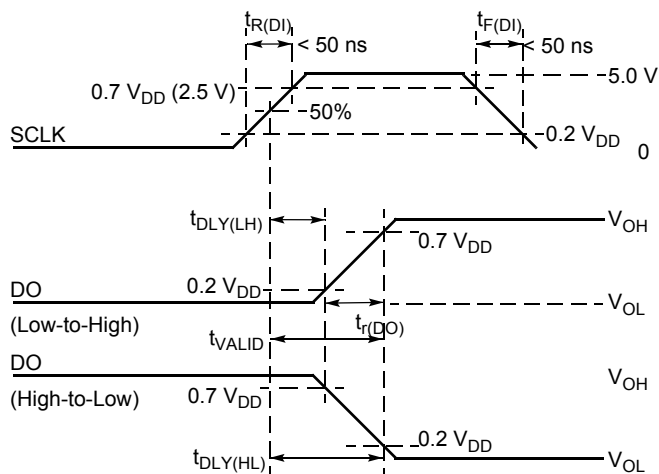 tR(DI) tF(DI)
< 50 ns < 50 ns
5.0 V
0.7 VDD (2.5 V)
50%
SCLK 0.2 VDD
0
tDLY(LH) VOH
0.7 VDD
DO 0.2 VDD
VOL
(Low-to-High) tr(DO)
tVALID
DO VOH
(High-to-Low) 0.7 VDD
0.2 VDD
tDLY(HL) VOL